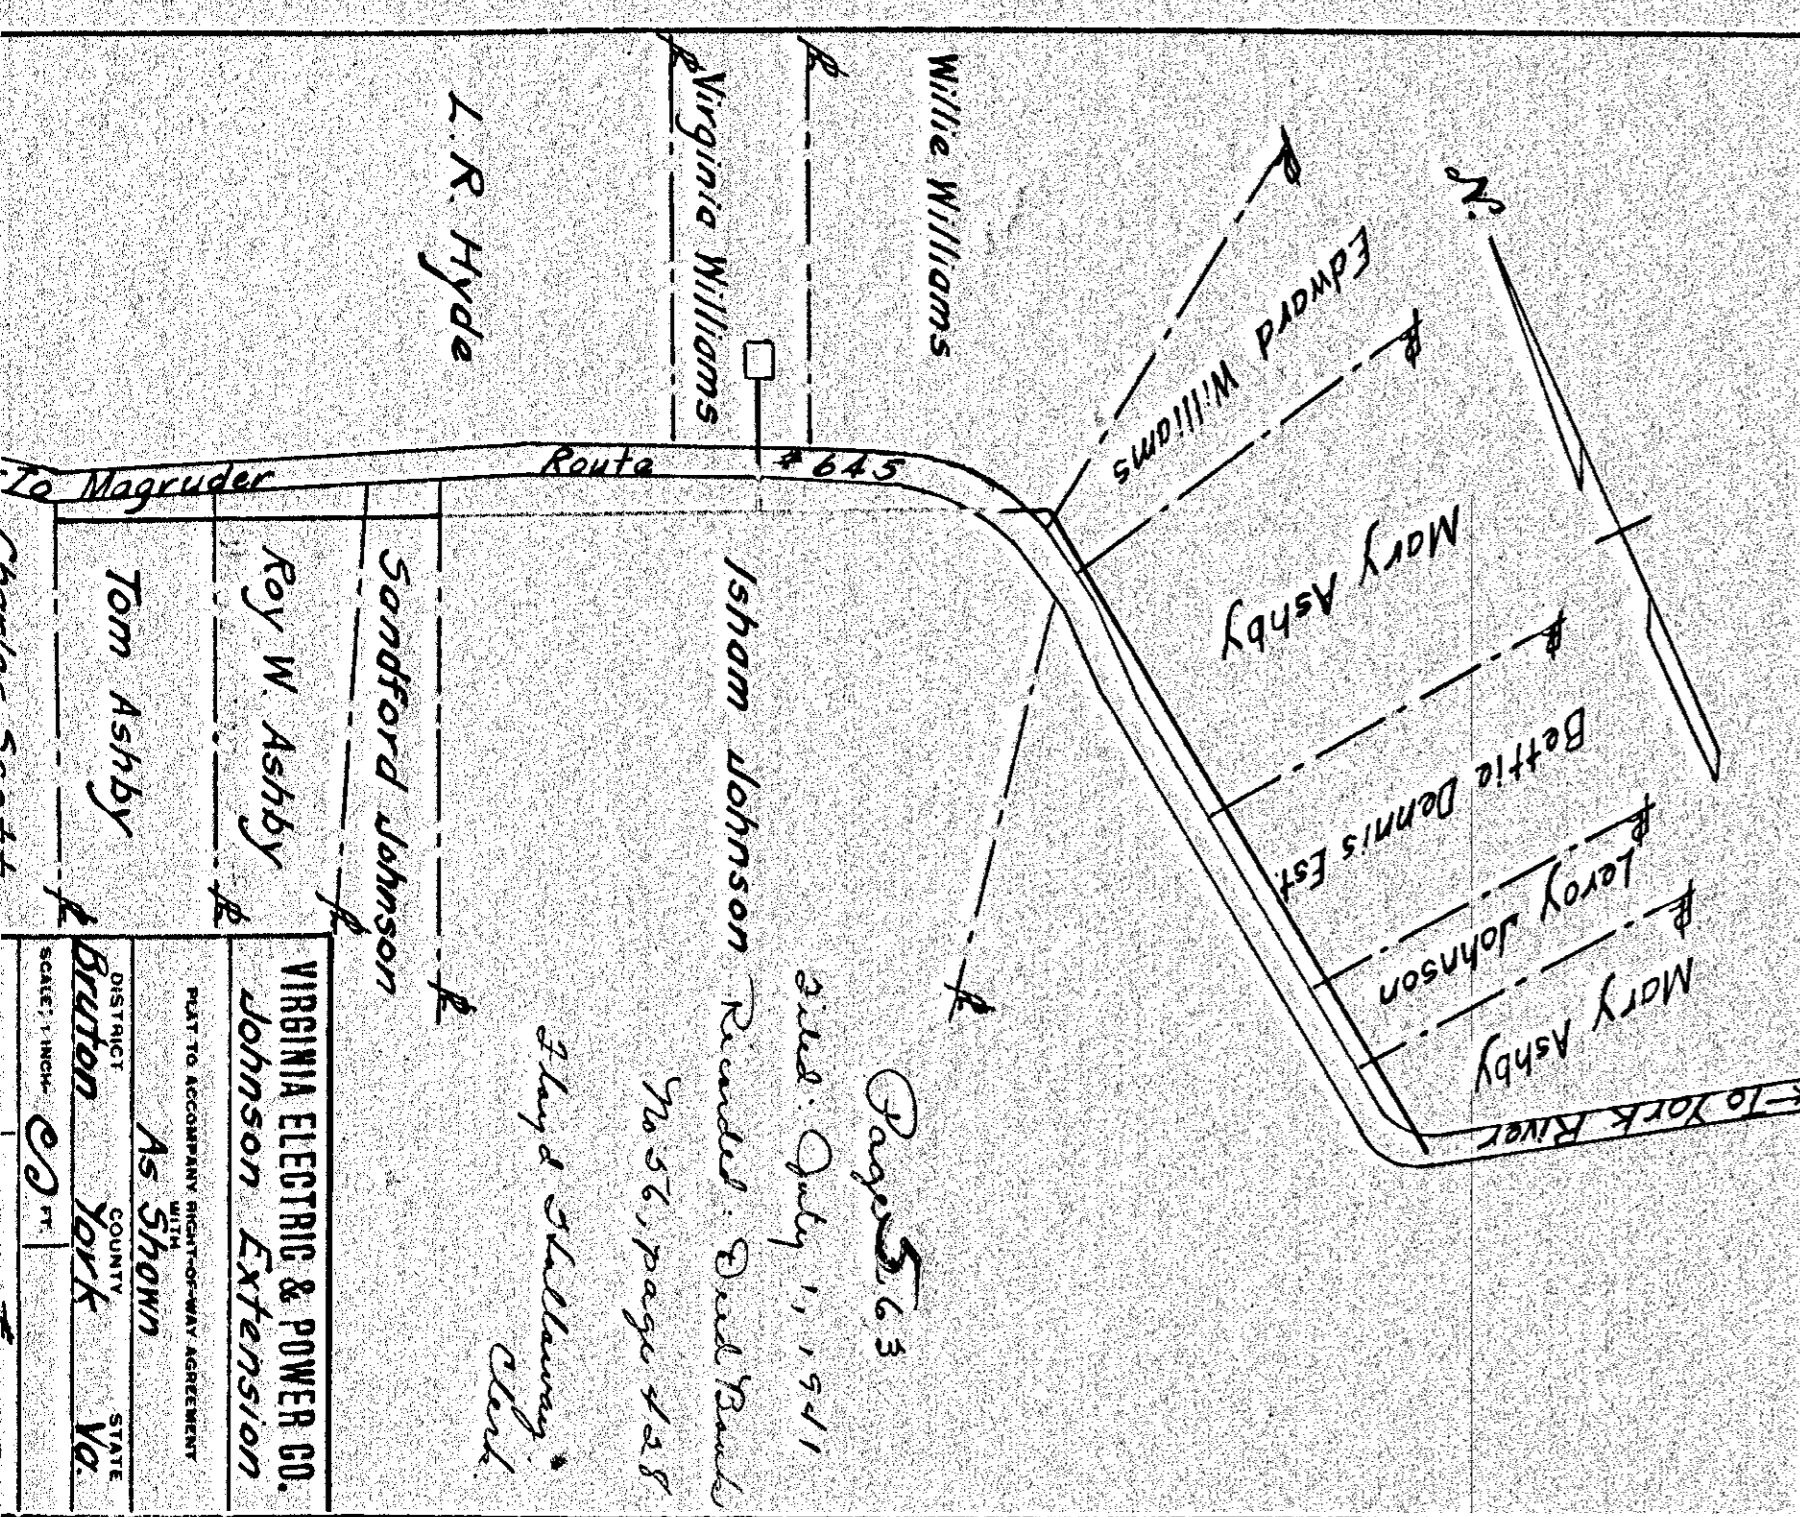 L. R. Hyde
Virginia Williams
Willie Williams
Edward Williams
Mary Ashby
Bettie Dennis Est.
Leroy Johnson
Mary Ashby
N.
To Magruder
Route # 645
To York River
Charles Scott
Tom Ashby
Roy W. Ashby
Sandford Johnson
Isham Johnson
Page 563
Filed: July 1, 1941
Recorded: Deed Book
No 56, page 428
Floyd Holloway
Clerk.
VIRGINIA ELECTRIC & POWER CO.
Johnson Extension
PLAT TO ACCOMPANY RIGHT-OF-WAY AGREEMENT
WITH
As Shown
DISTRICT COUNTY STATE
Bruton York Va.
SCALE; 1 INCH= FT.